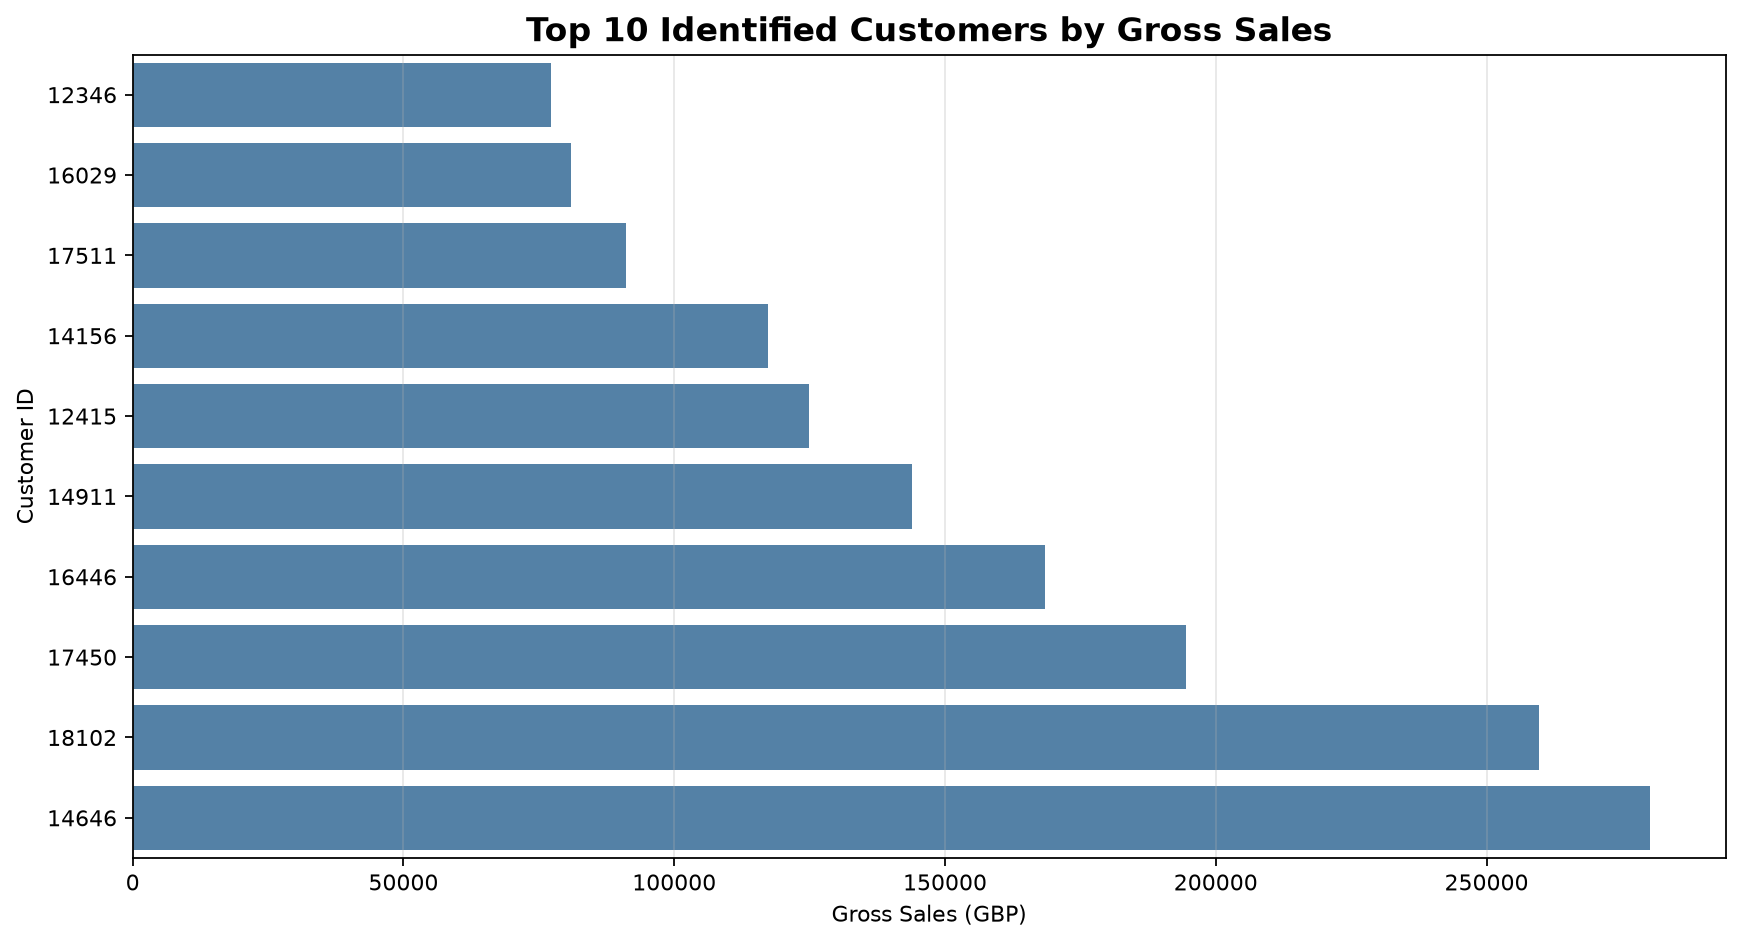 Top 10 Identified Customers by Gross Sales
12346
16029
17511
14156
12415
14911
16446
17450
18102
14646
Customer ID
0 50000 100000 150000 200000 250000
Gross Sales (GBP)